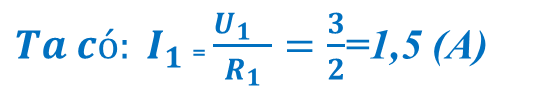 Ta có: I₁ = U₁/R₁ = 3/2 = 1,5 (A)